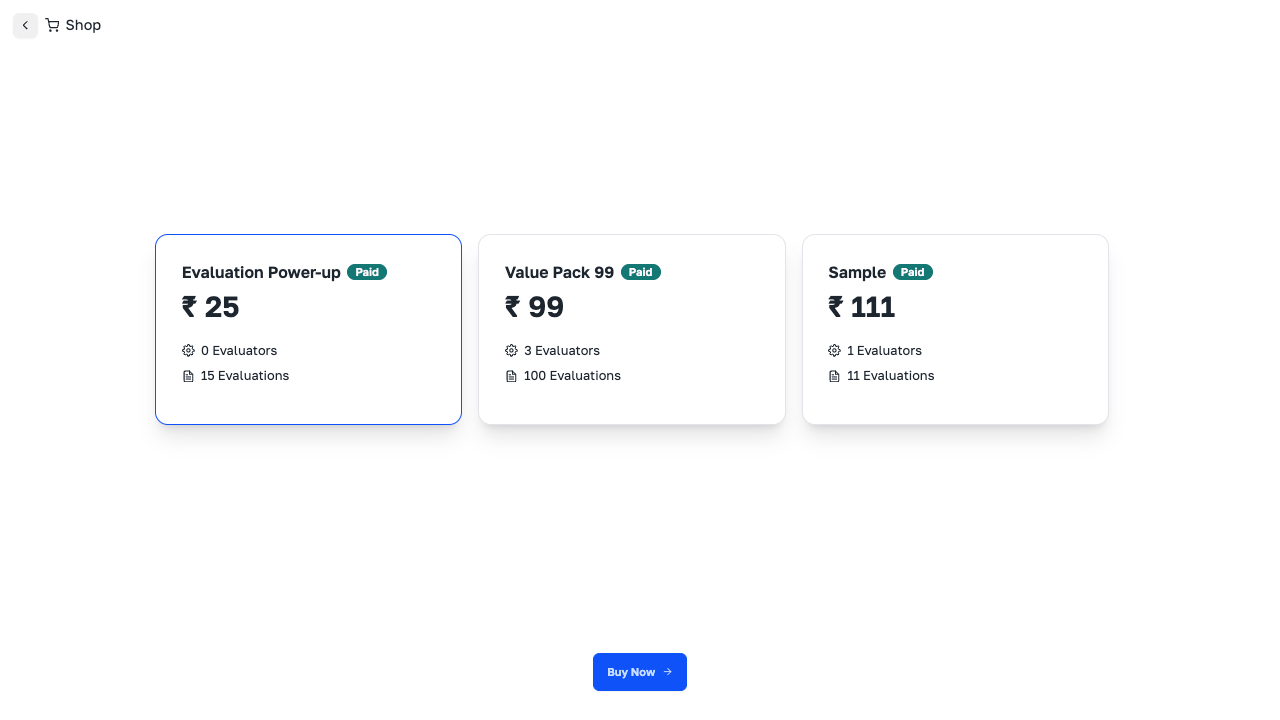 Shop
Evaluation Power-up Paid
₹ 25
0 Evaluators
15 Evaluations
Value Pack 99 Paid
₹ 99
3 Evaluators
100 Evaluations
Sample Paid
₹ 111
1 Evaluators
11 Evaluations
Buy Now